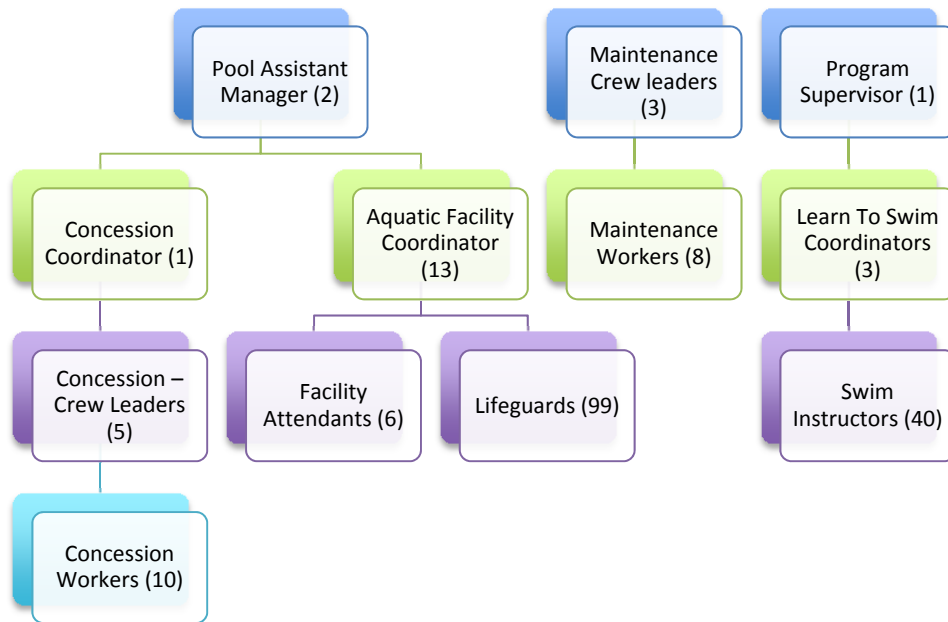 Pool Assistant
Manager (2)
Maintenance
Crew leaders
(3)
Program
Supervisor (1)
Concession
Coordinator (1)
Aquatic Facility
Coordinator
(13)
Maintenance
Workers (8)
Learn To Swim
Coordinators
(3)
Concession –
Crew Leaders
(5)
Facility
Attendants (6)
Lifeguards (99)
Swim
Instructors (40)
Concession
Workers (10)